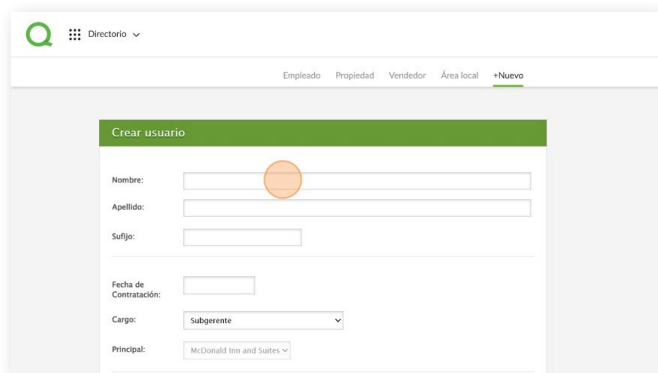 Directorio
Empleado Propiedad Vendedor Área local +Nuevo
Crear usuario
Nombre:
Apellido:
Sufijo:
Fecha de
Contratación:
Cargo: Subgerente
Principal: McDonald Inn and Suites